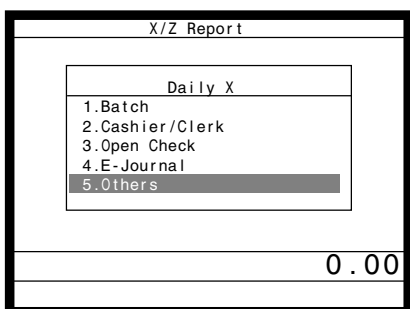 X/Z Report
Daily X
1.Batch
2.Cashier/Clerk
3.Open Check
4.E-Journal
5.Others
0.00